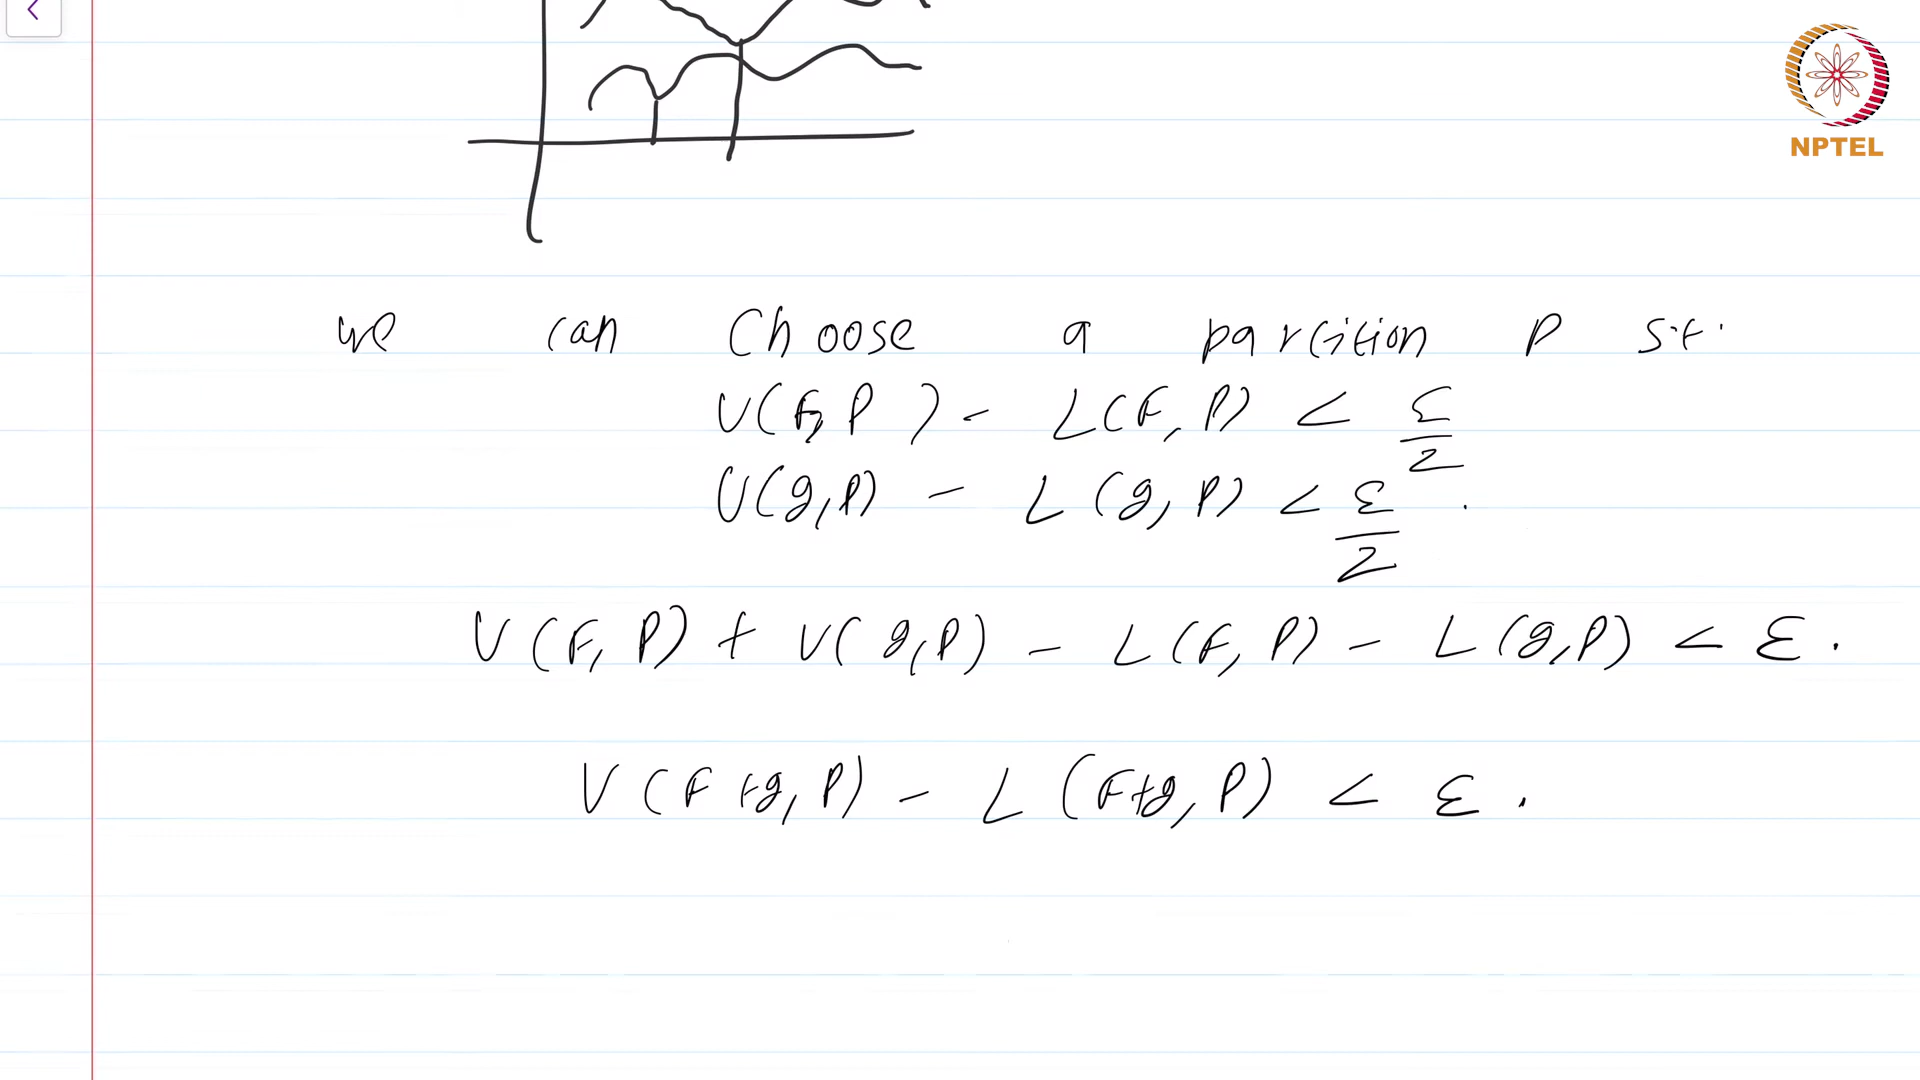 NPTEL
we can choose a partition P s.t.
U(F, P) - L(F, P) < ε/2
U(g, P) - L(g, P) < ε/2.
U(F, P) + U(g, P) - L(F, P) - L(g, P) < ε.
U(F+g, P) - L(F+g, P) < ε.